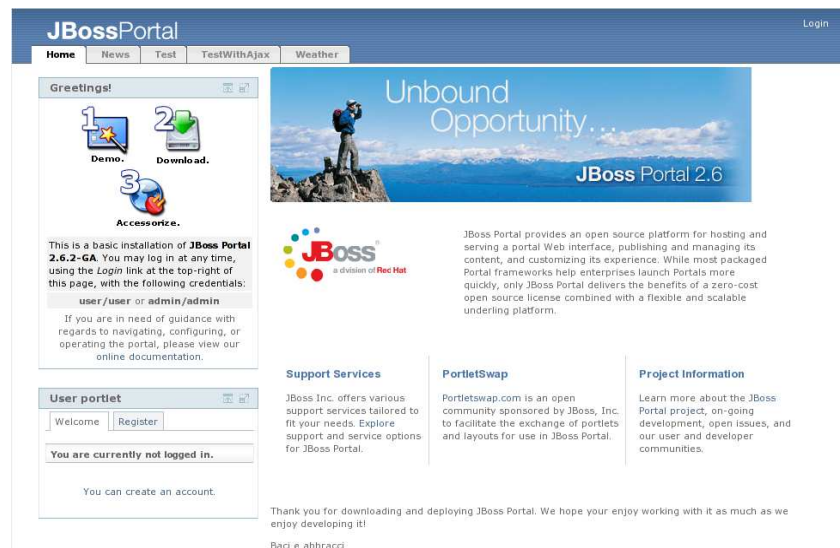 Login
JBossPortal
Home News Test TestWithAjax Weather
Greetings!
1 2
Demo. Download.
3
Accessorize.
This is a basic installation of JBoss Portal
2.6.2-GA. You may log in at any time,
using the Login link at the top-right of
this page, with the following credentials:
user/user or admin/admin
If you are in need of guidance with
regards to navigating, configuring, or
operating the portal, please view our
online documentation.
User portlet
Welcome Register
You are currently not logged in.
You can create an account.
Unbound
Opportunity...
JBoss Portal 2.6
JBoss
a division of Red Hat
JBoss Portal provides an open source platform for hosting and
serving a portal Web interface, publishing and managing its
content, and customizing its experience. While most packaged
Portal frameworks help enterprises launch Portals more
quickly, only JBoss Portal delivers the benefits of a zero-cost
open source license combined with a flexible and scalable
underling platform.
Support Services
JBoss Inc. offers various
support services tailored to
fit your needs. Explore
support and service options
for JBoss Portal.
PortletSwap
Portletswap.com is an open
community sponsored by JBoss, Inc.
to facilitate the exchange of portlets
and layouts for use in JBoss Portal.
Project Information
Learn more about the JBoss
Portal project, on-going
development, open issues, and
our user and developer
communities.
Thank you for downloading and deploying JBoss Portal. We hope your enjoy working with it as much as we
enjoy developing it!
Baci e abbracci